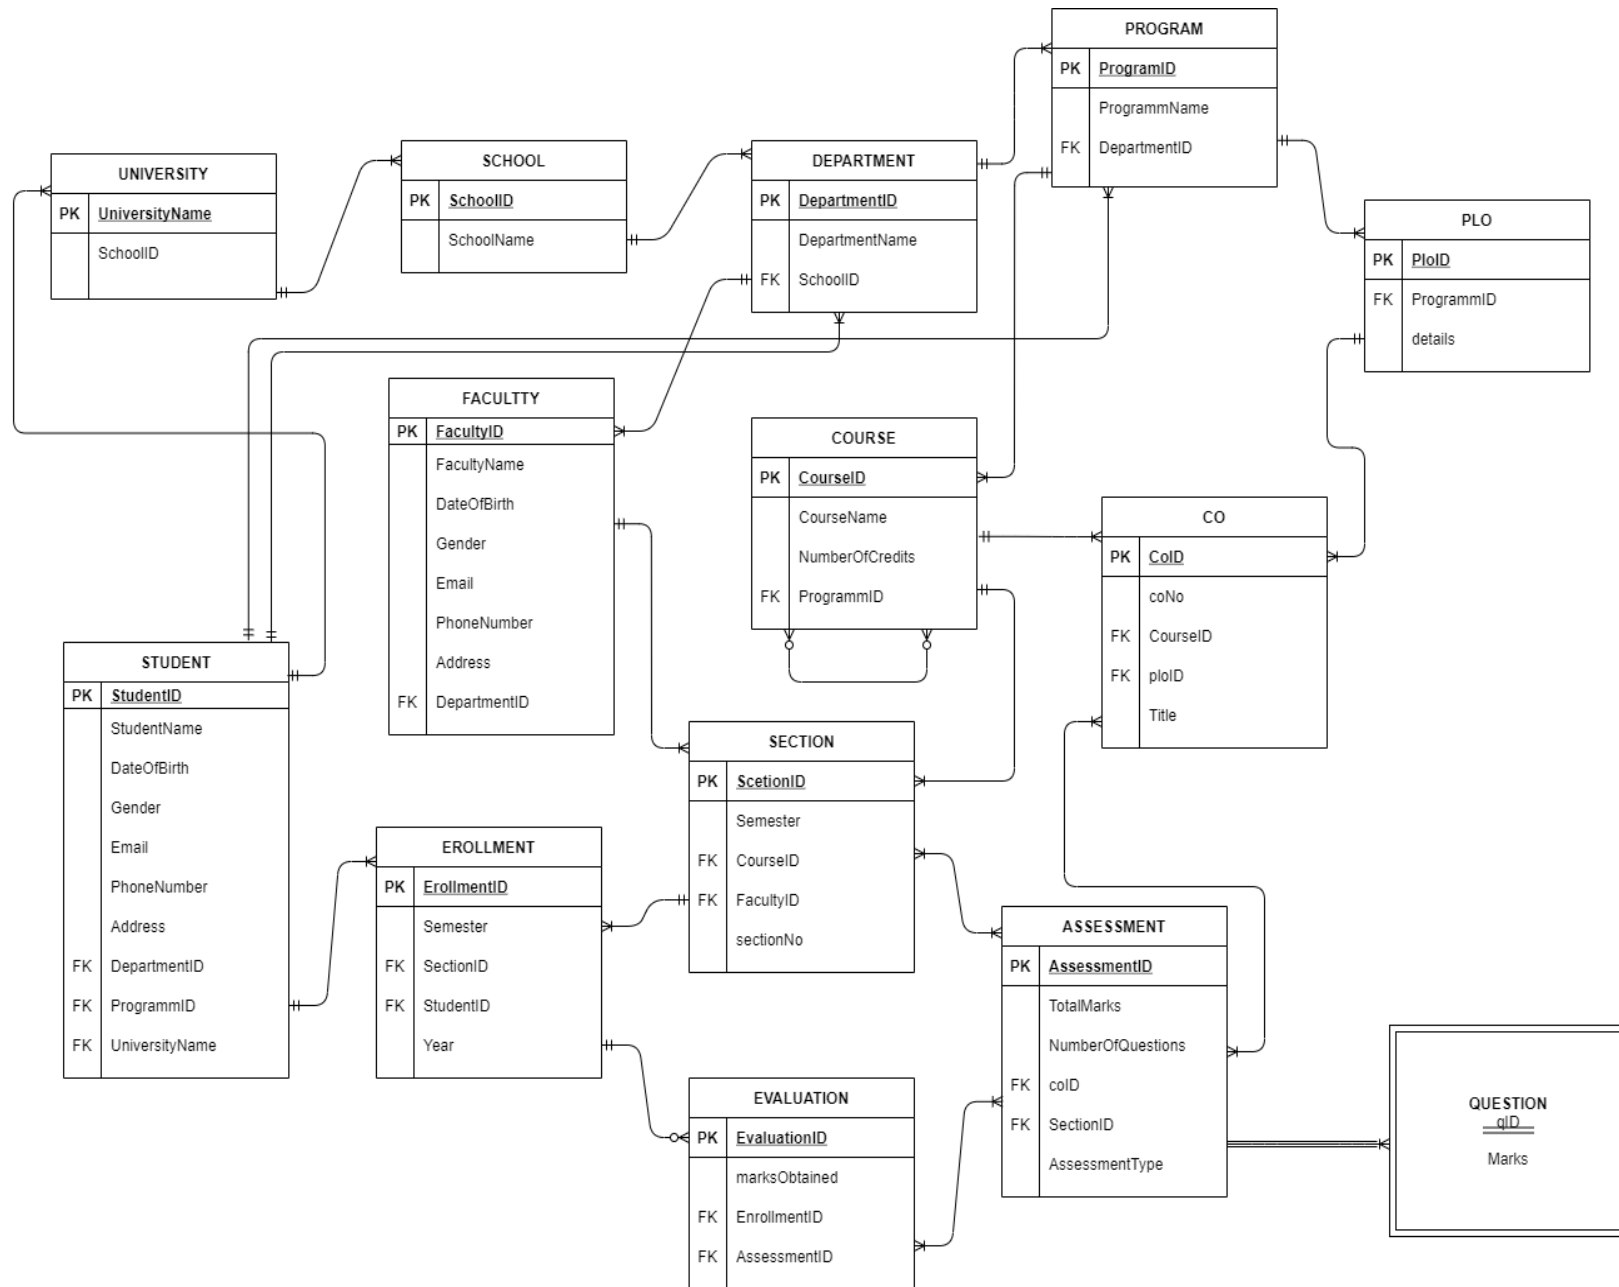 PROGRAM
PK ProgramID
ProgrammName
FK DepartmentID
UNIVERSITY
PK UniversityName
SchoolID
SCHOOL
PK SchoolID
SchoolName
DEPARTMENT
PK DepartmentID
DepartmentName
FK SchoolID
PLO
PK PloID
FK ProgrammID
details
FACULTTY
PK FacultyID
FacultyName
DateOfBirth
Gender
Email
PhoneNumber
Address
FK DepartmentID
COURSE
PK CourseID
CourseName
NumberOfCredits
FK ProgrammID
CO
PK CoID
coNo
FK CourseID
FK ploID
Title
STUDENT
PK StudentID
StudentName
DateOfBirth
Gender
Email
PhoneNumber
Address
FK DepartmentID
FK ProgrammID
FK UniversityName
EROLLMENT
PK ErollmentID
Semester
FK SectionID
FK StudentID
Year
SECTION
PK ScetionID
Semester
FK CourseID
FK FacultyID
sectionNo
ASSESSMENT
PK AssessmentID
TotalMarks
NumberOfQuestions
FK coID
FK SectionID
AssessmentType
EVALUATION
PK EvaluationID
marksObtained
FK EnrollmentID
FK AssessmentID
QUESTION
qID
Marks